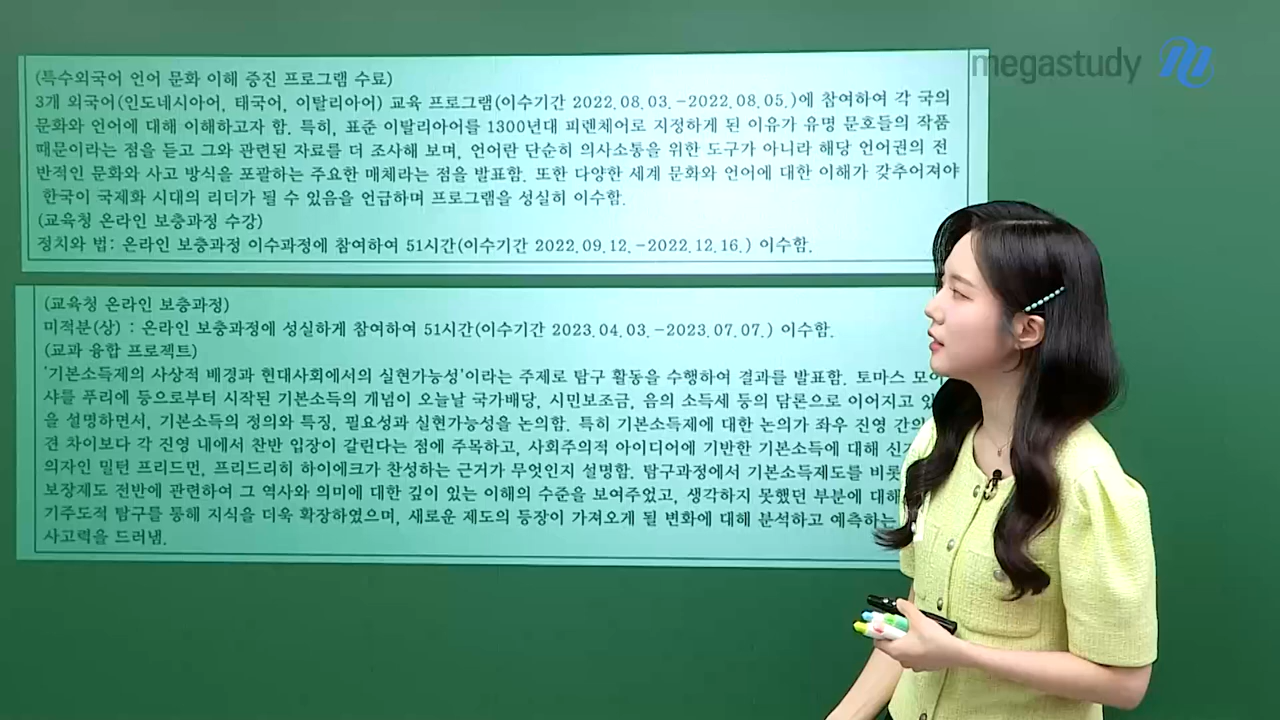 megastudy
(특수외국어 언어 문화 이해 증진 프로그램 수료)
3개 외국어(인도네시아어, 태국어, 이탈리아어) 교육 프로그램(이수기간 2022.08.03.-2022.08.05.)에 참여하여 각 국의
문화와 언어에 대해 이해하고자 함. 특히, 표준 이탈리아어를 1300년대 피렌체어로 지정하게 된 이유가 유명 문호들의 작품
때문이라는 점을 듣고 그와 관련된 자료를 더 조사해 보며, 언어란 단순히 의사소통을 위한 도구가 아니라 해당 언어권의 전
반적인 문화와 사고 방식을 포괄하는 주요한 매체라는 점을 발표함. 또한 다양한 세계 문화와 언어에 대한 이해가 갖추어져야
한국이 국제화 시대의 리더가 될 수 있음을 언급하며 프로그램을 성실히 이수함.
(교육청 온라인 보충과정 수강)
정치와 법: 온라인 보충과정 이수과정에 참여하여 51시간(이수기간 2022.09.12.-2022.12.16.) 이수함.
(교육청 온라인 보충과정)
미적분(상) : 온라인 보충과정에 성실하게 참여하여 51시간(이수기간 2023.04.03.-2023.07.07.) 이수함.
(교과 융합 프로젝트)
'기본소득제의 사상적 배경과 현대사회에서의 실현가능성'이라는 주제로 탐구 활동을 수행하여 결과를 발표함. 토마스
샤를 푸리에 등으로부터 시작된 기본소득의 개념이 오늘날 국가배당, 시민보조금, 음의 소득세 등의 담론으로 이어지고
을 설명하면서, 기본소득의 정의와 특징, 필요성과 실현가능성을 논의함. 특히 기본소득제에 대한 논의가 좌우 진영 간의
견 차이보다 각 진영 내에서 찬반 입장이 갈린다는 점에 주목하고, 사회주의적 아이디어에 기반한 기본소득에 대해
의자인 밀턴 프리드먼, 프리드리히 하이에크가 찬성하는 근거가 무엇인지 설명함. 탐구과정에서 기본소득제도를
보장제도 전반에 관련하여 그 역사와 의미에 대한 깊이 있는 이해의 수준을 보여주었고, 생각하지 못했던 부분에 대해
기주도적 탐구를 통해 지식을 더욱 확장하였으며, 새로운 제도의 등장이 가져오게 될 변화에 대해 분석하고 예측하는
사고력을 드러냄.